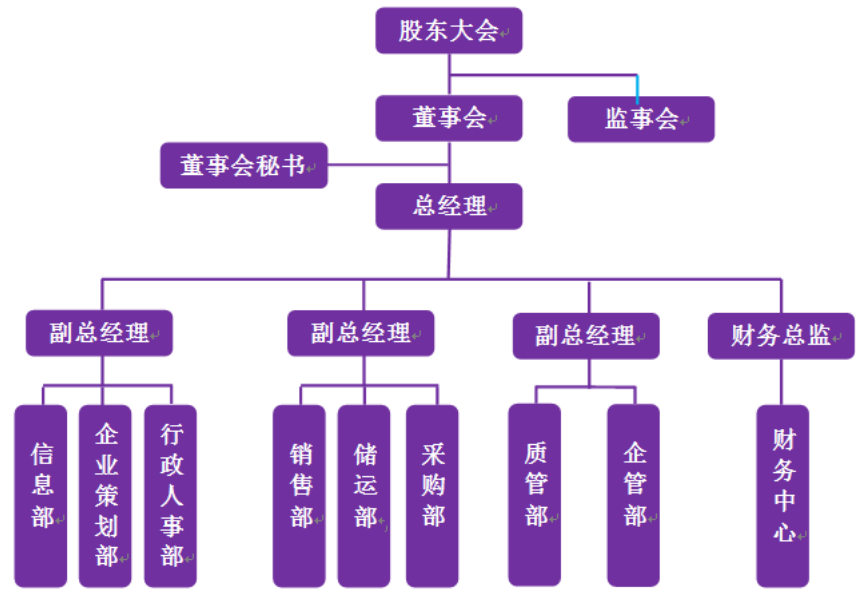 股东大会
董事会
监事会
董事会秘书
总经理
副总经理
副总经理
副总经理
财务总监
信息部
企业策划部
行政人事部
销售部
储运部,
采购部
质管部
企管部
财务中心